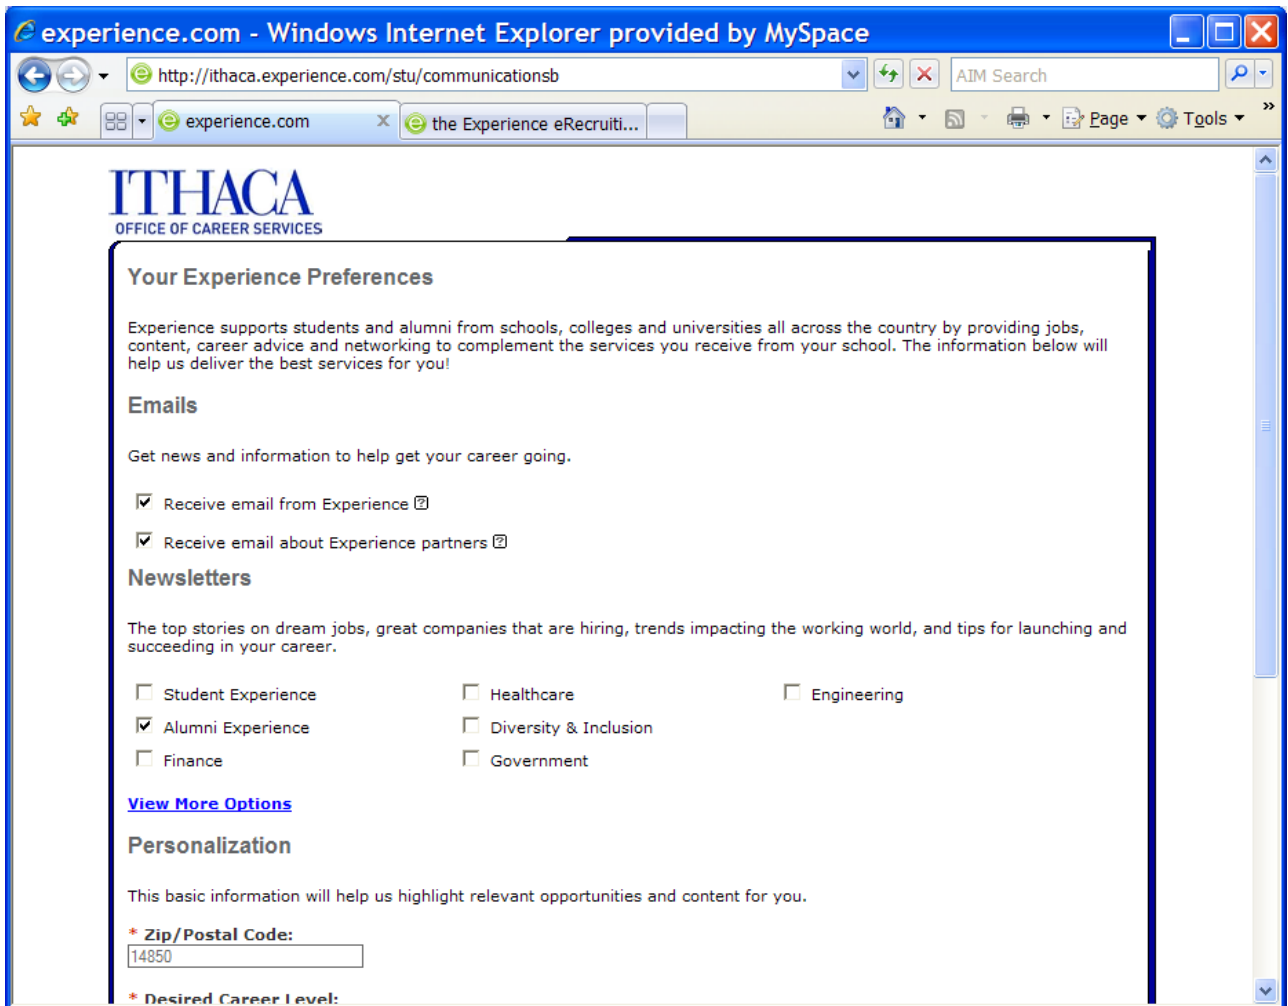 experience.com - Windows Internet Explorer provided by MySpace
http://ithaca.experience.com/stu/communicationsb
AIM Search
experience.com
the Experience eRecruiti...
Page
Tools
ITHACA
OFFICE OF CAREER SERVICES
Your Experience Preferences
Experience supports students and alumni from schools, colleges and universities all across the country by providing jobs,
content, career advice and networking to complement the services you receive from your school. The information below will
help us deliver the best services for you!
Emails
Get news and information to help get your career going.
Receive email from Experience ?
Receive email about Experience partners ?
Newsletters
The top stories on dream jobs, great companies that are hiring, trends impacting the working world, and tips for launching and
succeeding in your career.
Student Experience Healthcare Engineering
Alumni Experience Diversity & Inclusion
Finance Government
View More Options
Personalization
This basic information will help us highlight relevant opportunities and content for you.
* Zip/Postal Code:
14850
* Desired Career Level: